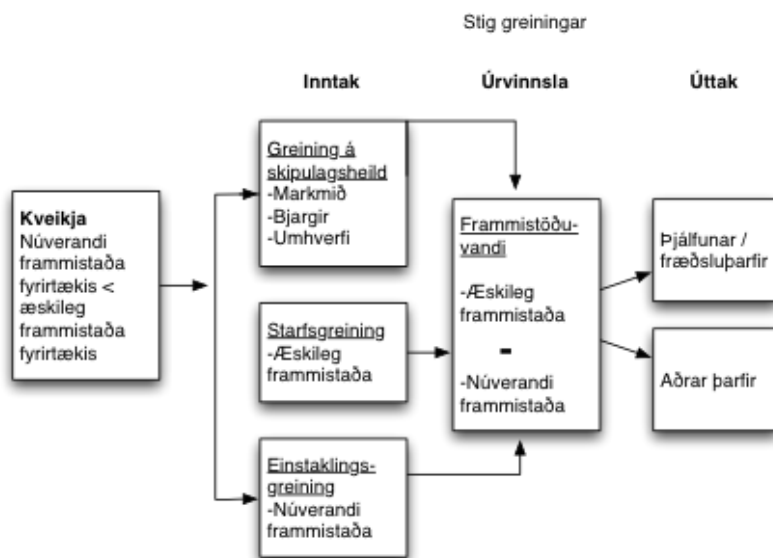 Stig greiningar
Inntak
Úrvinnsla
Úttak
Kveikja
Núverandi
frammistaða
fyrirtækis <
æskileg
frammistaða
fyrirtækis
Greining á
skipulagsheild
-Markmið
-Bjargir
-Umhverfi
Starfsgreining
-Æskileg
frammistaða
Einstaklings-
greining
-Núverandi
frammistaða
Frammistöðu-
vandi
-Æskileg
frammistaða
-
-Núverandi
frammistaða
Þjálfunar /
fræðsluþarfir
Aðrar þarfir